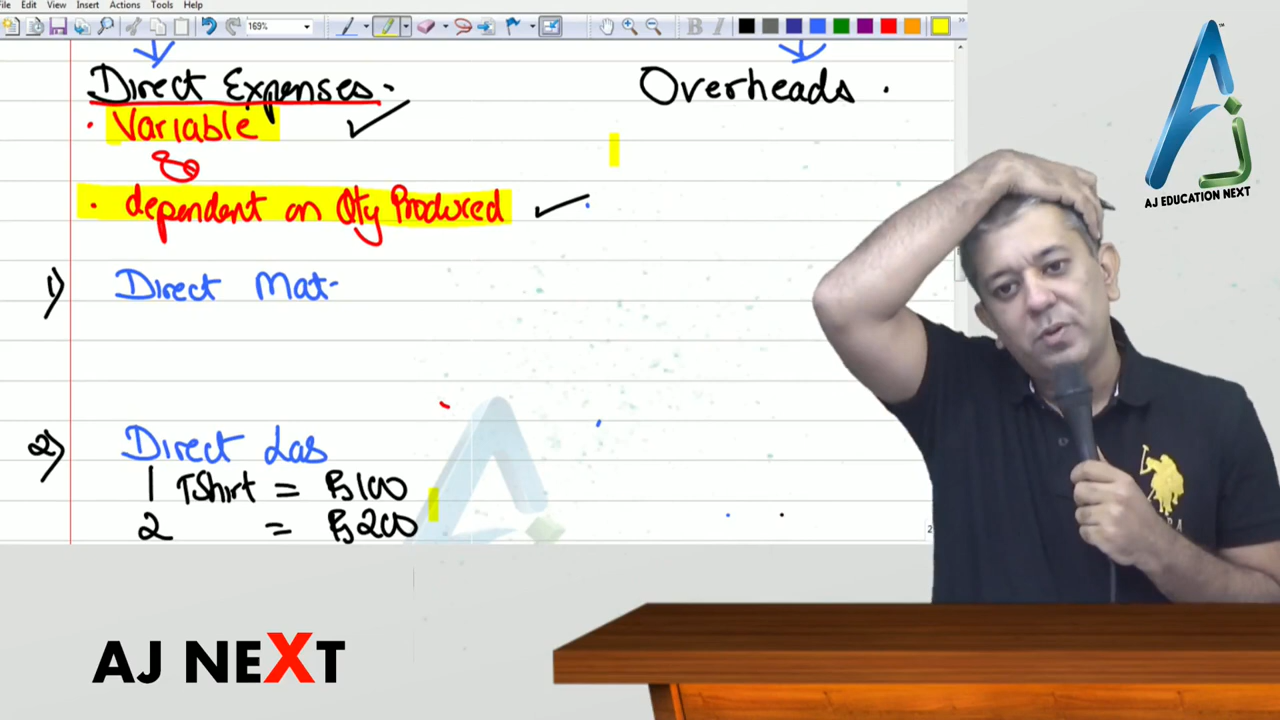 File Edit View Insert Actions Tools Help
169%
B I
Direct Expenses. Overheads .
• Variable
&
• dependent on Qty Produced
1) Direct Mat-
2) Direct Lab
1 TShirt = Rs100
2 = Rs200
2
AJ EDUCATION NEXT
AJ NEXT